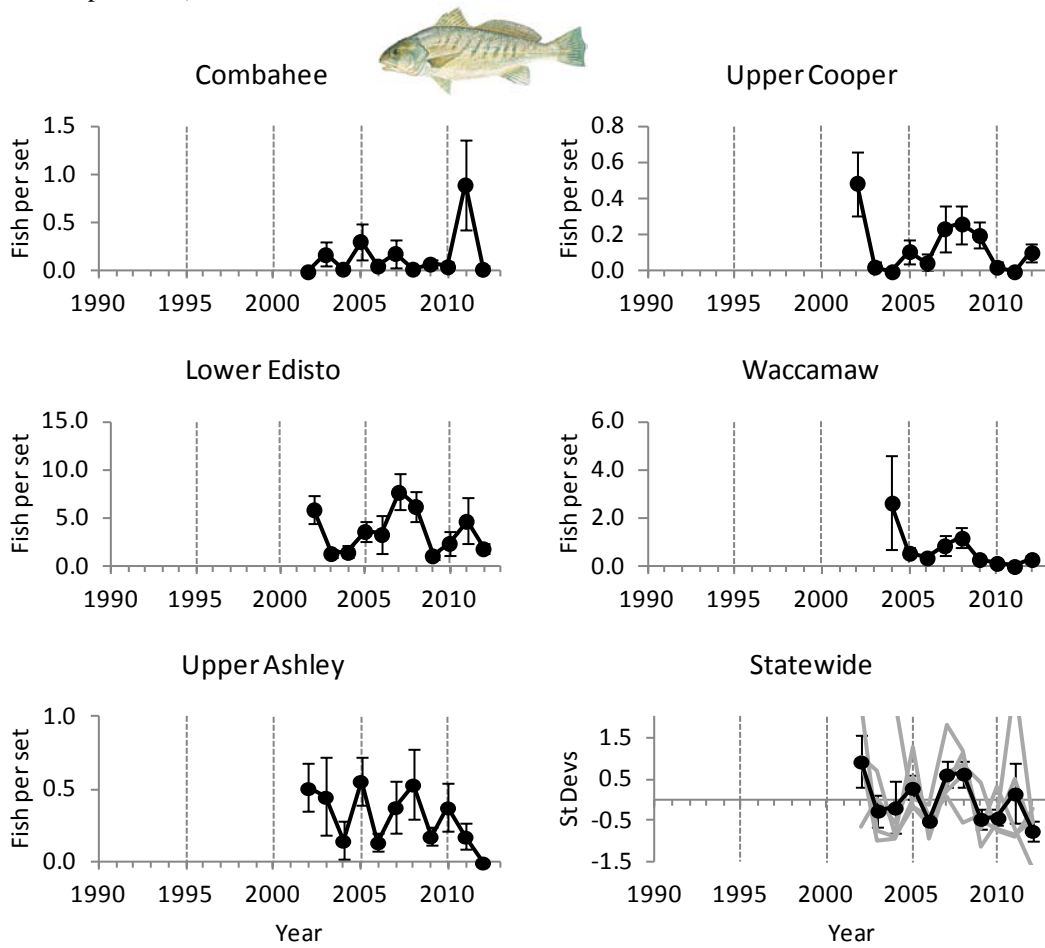 Combahee
Fish per set
1.5
1.0
0.5
0.0
1990 1995 2000 2005 2010
Upper Cooper
Fish per set
0.8
0.6
0.4
0.2
0.0
1990 1995 2000 2005 2010
Lower Edisto
Fish per set
15.0
10.0
5.0
0.0
1990 1995 2000 2005 2010
Waccamaw
Fish per set
6.0
4.0
2.0
0.0
1990 1995 2000 2005 2010
Upper Ashley
Fish per set
1.0
0.5
0.0
1990 1995 2000 2005 2010
Year
Statewide
St Devs
1.5
0.5
-0.5
-1.5
1990 1995 2000 2005 2010
Year